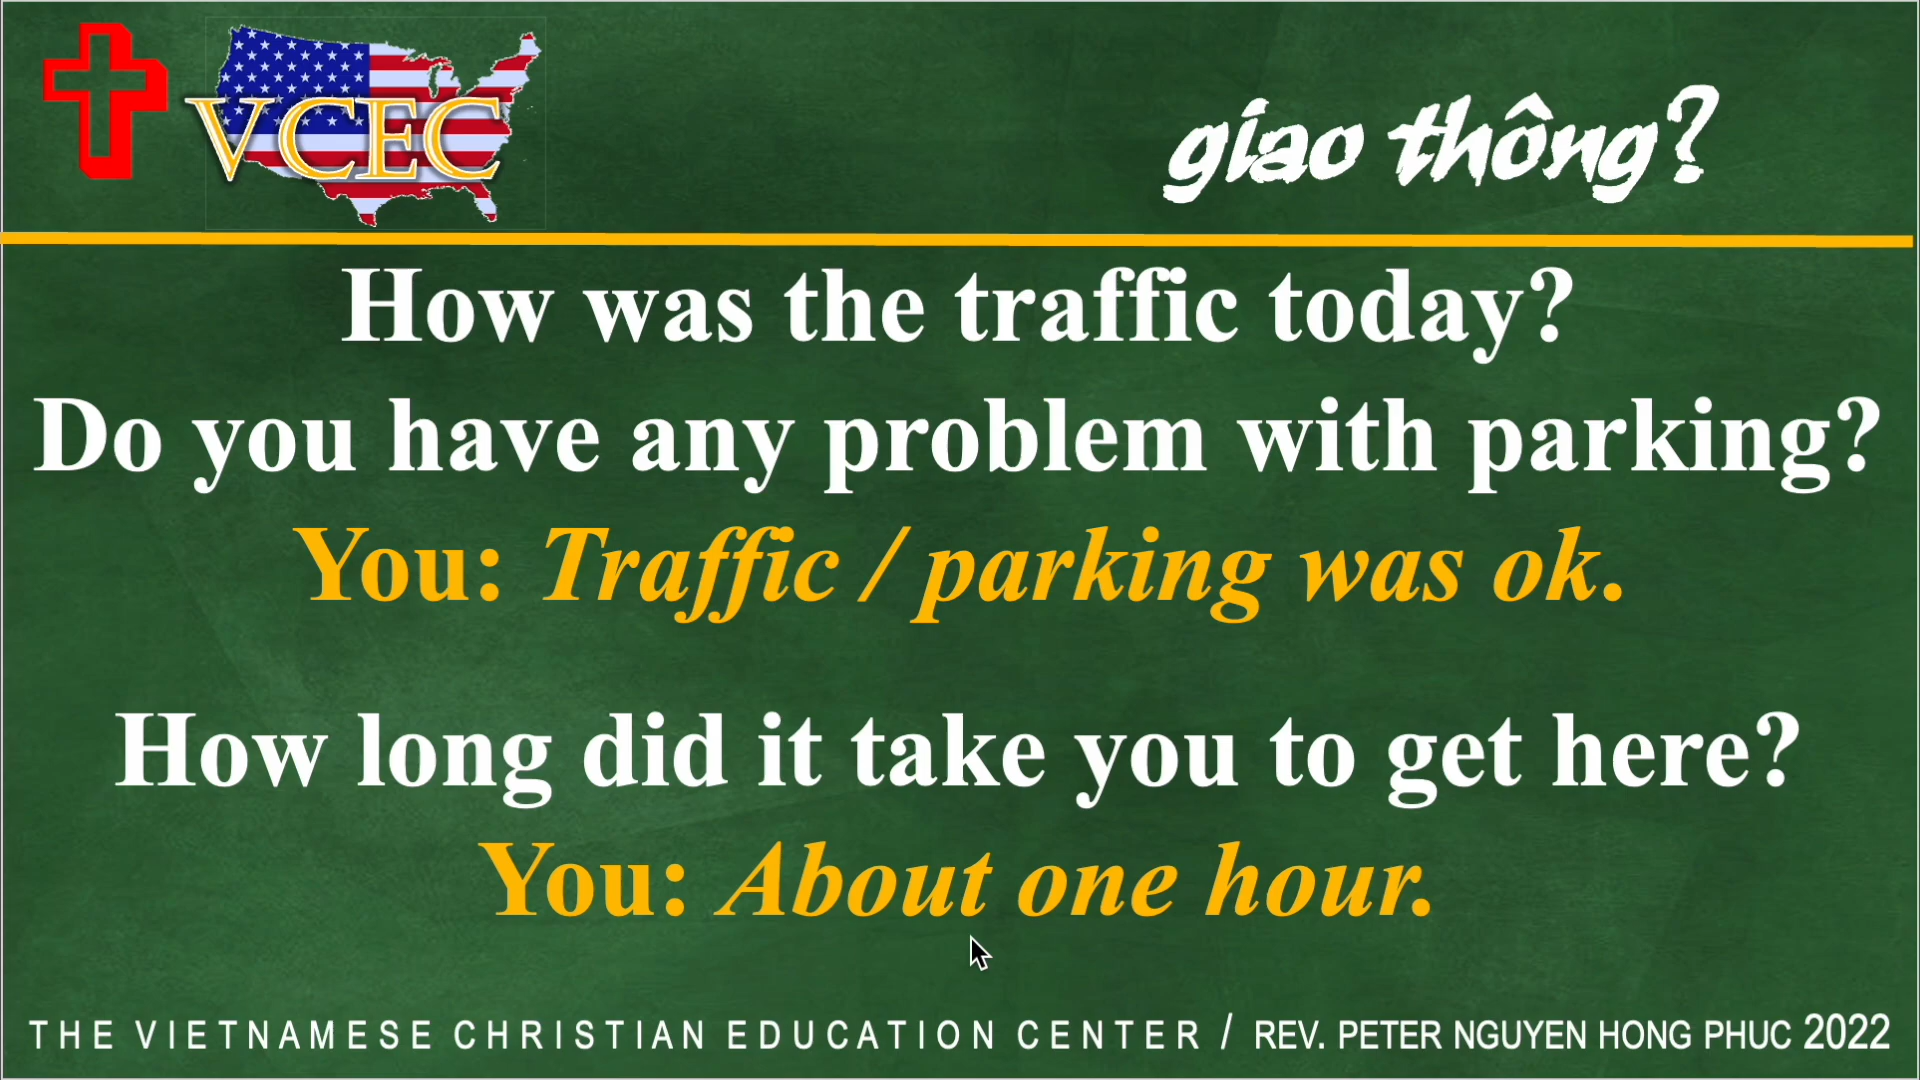 VCEC
giao thông?
How was the traffic today?
Do you have any problem with parking?
You: Traffic / parking was ok.
How long did it take you to get here?
You: About one hour.
THE VIETNAMESE CHRISTIAN EDUCATION CENTER / REV. PETER NGUYEN HONG PHUC 2022